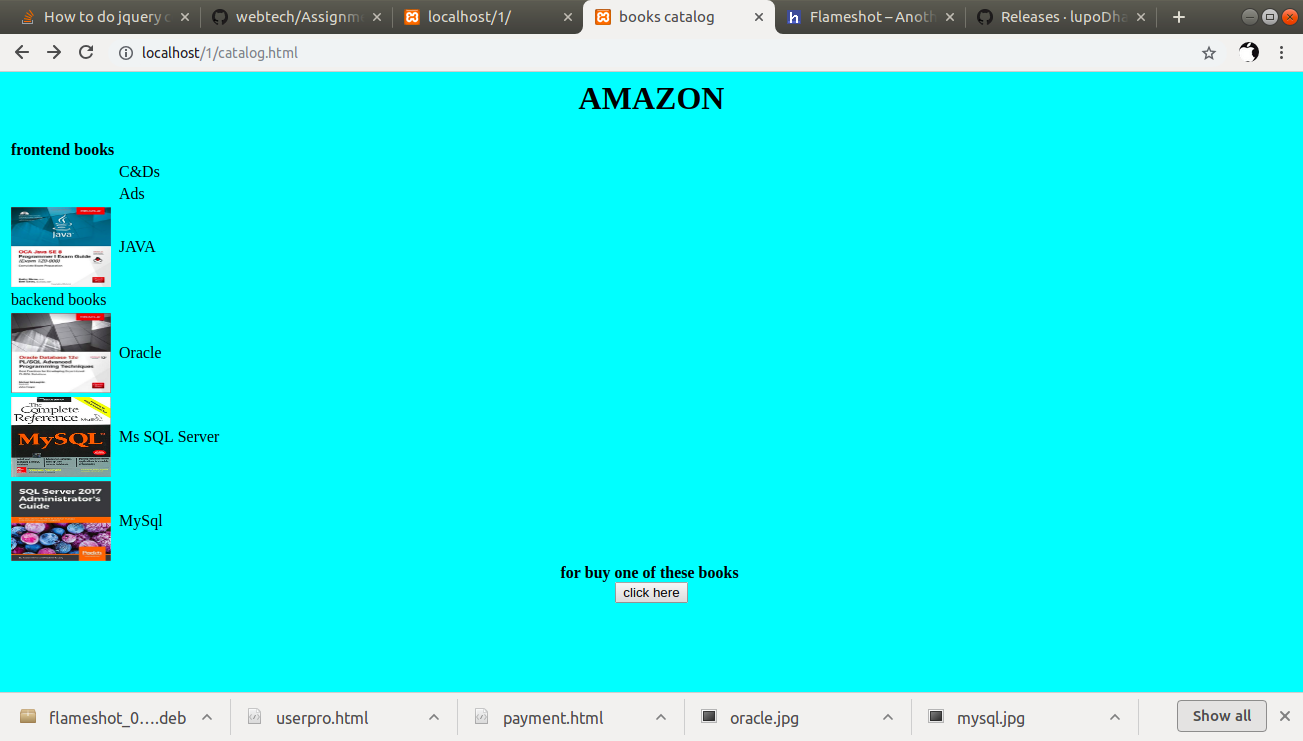 How to do jquery
webtech/Assignm
localhost/1/
books catalog
Flameshot – Anoth
Releases · lupoDha
localhost/1/catalog.html
AMAZON
frontend books
C&Ds
Ads
Java
OCA Java SE 8
Programmer I Exam Guide
JAVA
backend books
Oracle Database 12c
PL/SQL Advanced
Programming Techniques
Oracle
The
Complete
Reference
MySQL
Ms SQL Server
SQL Server 2017
Administrator's
Guide
Packt
MySql
for buy one of these books
click here
flameshot_0....deb
userpro.html
payment.html
oracle.jpg
mysql.jpg
Show all